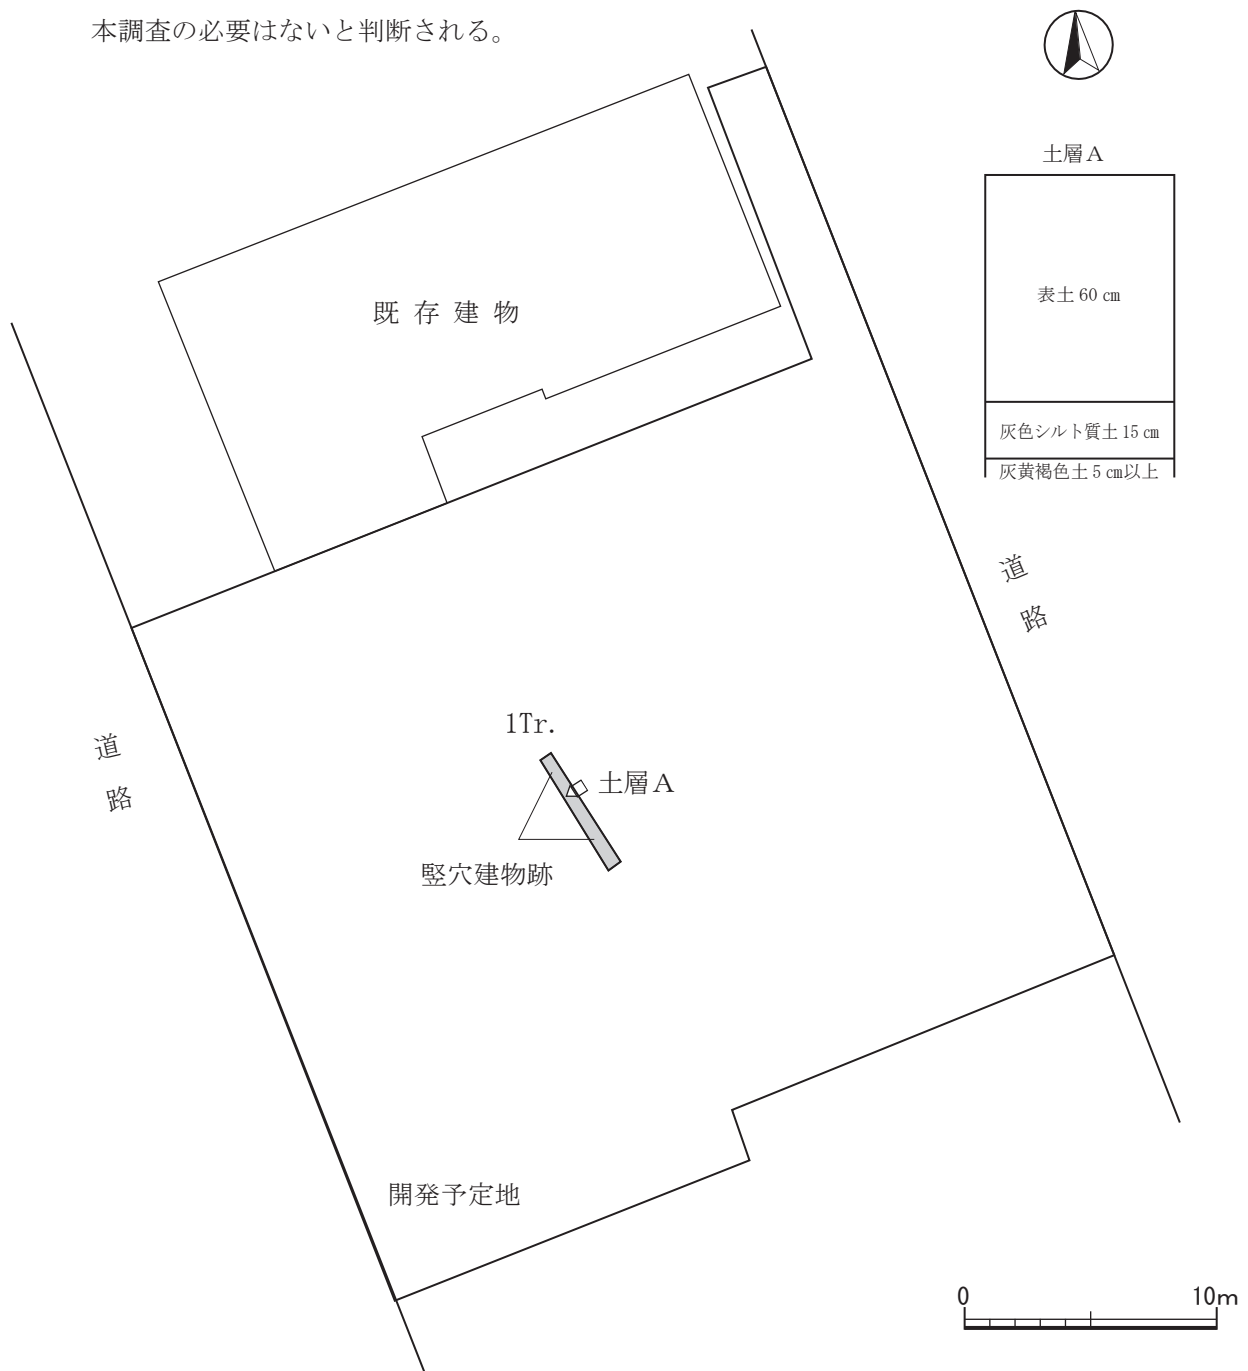 本調査の必要はないと判断される。
土層A
表土 60 ㎝
灰色シルト質土 15 ㎝
灰黄褐色土 5 ㎝以上
既存建物
道路
道路
1Tr.
土層A
竪穴建物跡
開発予定地
0 10m